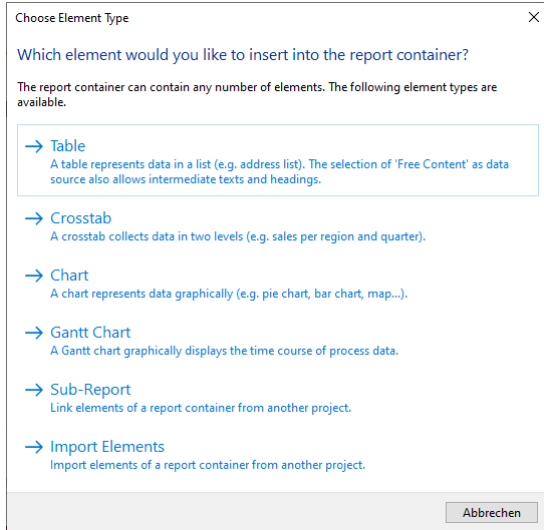 Choose Element Type
Which element would you like to insert into the report container?
The report container can contain any number of elements. The following element types are
available.
Table
A table represents data in a list (e.g. address list). The selection of 'Free Content' as data
source also allows intermediate texts and headings.
Crosstab
A crosstab collects data in two levels (e.g. sales per region and quarter).
Chart
A chart represents data graphically (e.g. pie chart, bar chart, map...).
Gantt Chart
A Gantt chart graphically displays the time course of process data.
Sub-Report
Link elements of a report container from another project.
Import Elements
Import elements of a report container from another project.
Abbrechen